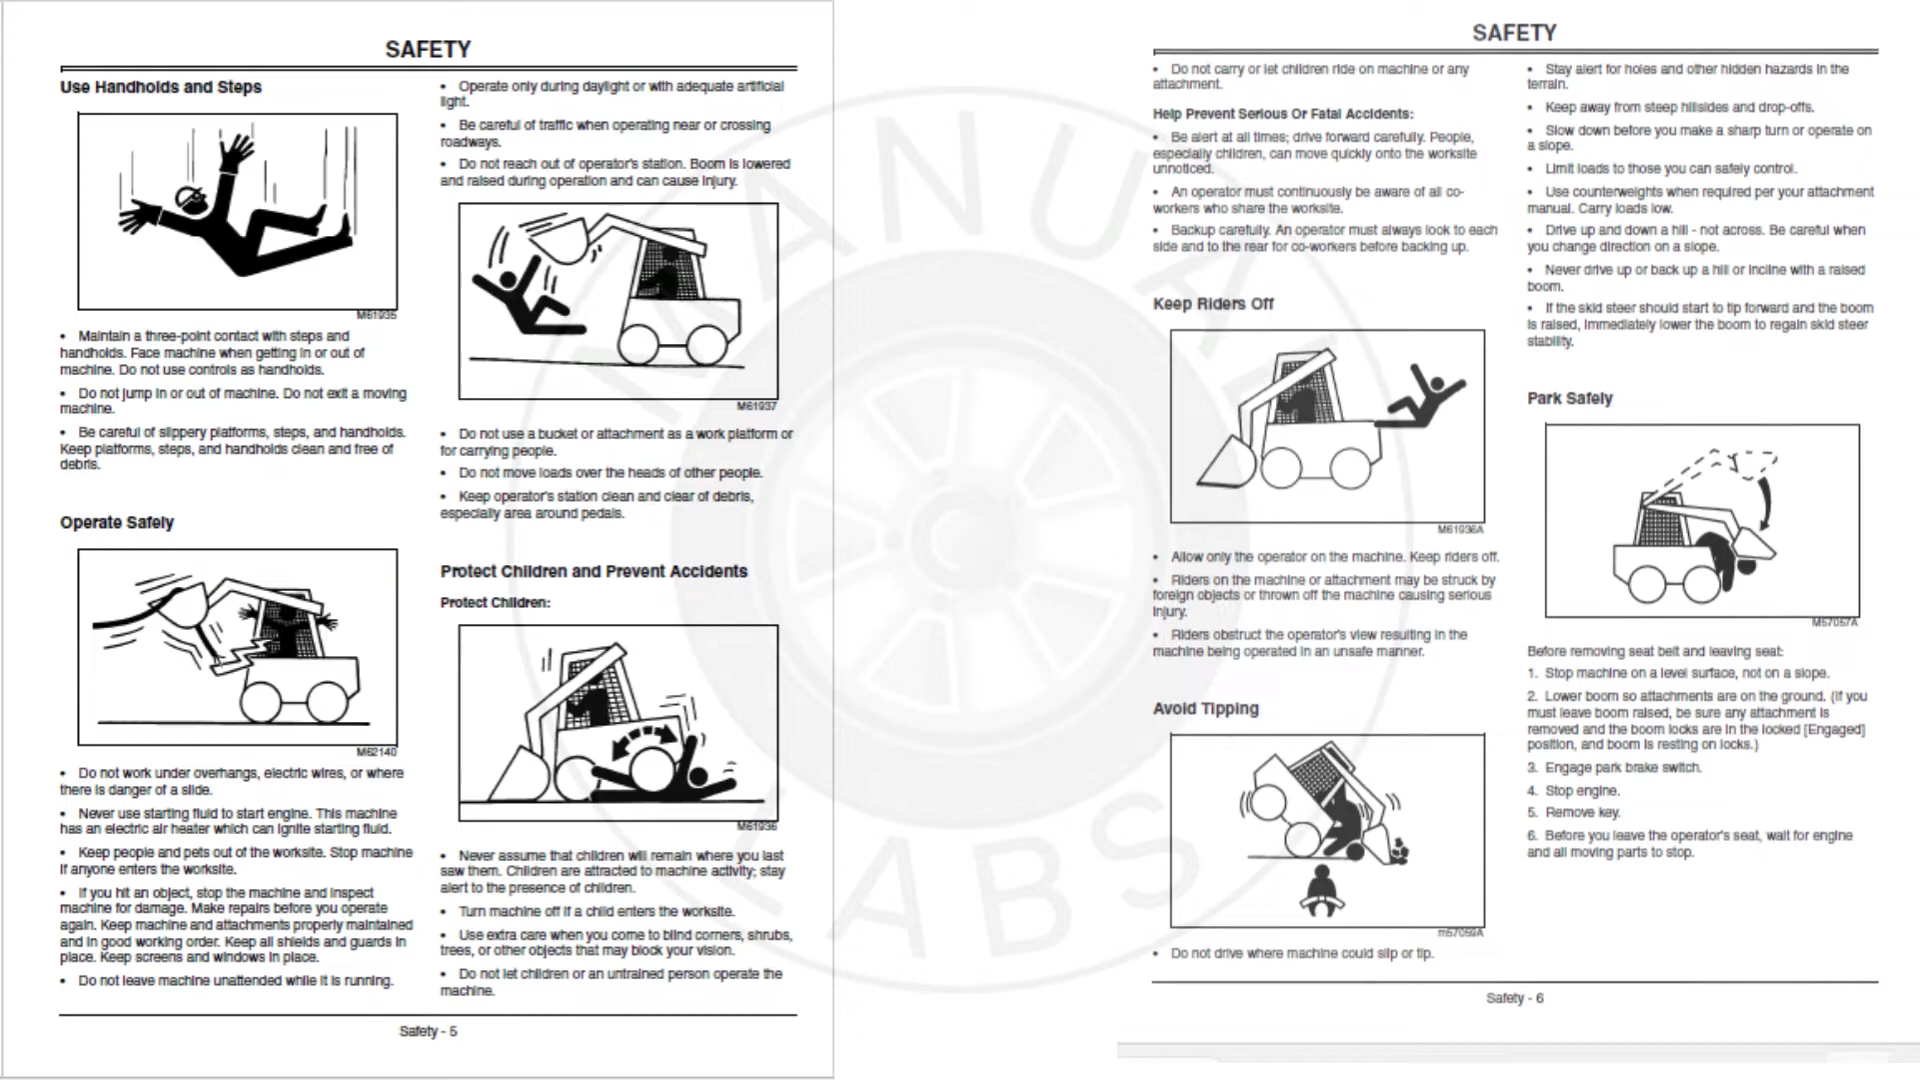 SAFETY
Use Handholds and Steps
M61935
• Maintain a three-point contact with steps and
handholds. Face machine when getting in or out of
machine. Do not use controls as handholds.
• Do not jump in or out of machine. Do not exit a moving
machine.
• Be careful of slippery platforms, steps, and handholds.
Keep platforms, steps, and handholds clean and free of
debris.
Operate Safely
M62140
• Do not work under overhangs, electric wires, or where
there is danger of a slide.
• Never use starting fluid to start engine. This machine
has an electric air heater which can ignite starting fluid.
• Keep people and pets out of the worksite. Stop machine
if anyone enters the worksite.
• If you hit an object, stop the machine and inspect
machine for damage. Make repairs before you operate
again. Keep machine and attachments properly maintained
and in good working order. Keep all shields and guards in
place. Keep screens and windows in place.
• Do not leave machine unattended while it is running.
• Operate only during daylight or with adequate artificial
light.
• Be careful of traffic when operating near or crossing
roadways.
• Do not reach out of operator's station. Boom is lowered
and raised during operation and can cause injury.
M61937
• Do not use a bucket or attachment as a work platform or
for carrying people.
• Do not move loads over the heads of other people.
• Keep operator's station clean and clear of debris,
especially area around pedals.
Protect Children and Prevent Accidents
Protect Children:
M61936
• Never assume that children will remain where you last
saw them. Children are attracted to machine activity; stay
alert to the presence of children.
• Turn machine off if a child enters the worksite.
• Use extra care when you come to blind corners, shrubs,
trees, or other objects that may block your vision.
• Do not let children or an untrained person operate the
machine.
Safety - 5
SAFETY
• Do not carry or let children ride on machine or any
attachment.
Help Prevent Serious Or Fatal Accidents:
• Be alert at all times; drive forward carefully. People,
especially children, can move quickly onto the worksite
unnoticed.
• An operator must continuously be aware of all co-
workers who share the worksite.
• Backup carefully. An operator must always look to each
side and to the rear for co-workers before backing up.
Keep Riders Off
M61936A
• Allow only the operator on the machine. Keep riders off.
• Riders on the machine or attachment may be struck by
foreign objects or thrown off the machine causing serious
injury.
• Riders obstruct the operator's view resulting in the
machine being operated in an unsafe manner.
Avoid Tipping
m57059A
• Do not drive where machine could slip or tip.
• Stay alert for holes and other hidden hazards in the
terrain.
• Keep away from steep hillsides and drop-offs.
• Slow down before you make a sharp turn or operate on
a slope.
• Limit loads to those you can safely control.
• Use counterweights when required per your attachment
manual. Carry loads low.
• Drive up and down a hill - not across. Be careful when
you change direction on a slope.
• Never drive up or back up a hill or incline with a raised
boom.
• If the skid steer should start to tip forward and the boom
is raised, immediately lower the boom to regain skid steer
stability.
Park Safely
M57057A
Before removing seat belt and leaving seat:
1. Stop machine on a level surface, not on a slope.
2. Lower boom so attachments are on the ground. (If you
must leave boom raised, be sure any attachment is
removed and the boom locks are in the locked [Engaged]
position, and boom is resting on locks.)
3. Engage park brake switch.
4. Stop engine.
5. Remove key.
6. Before you leave the operator's seat, wait for engine
and all moving parts to stop.
Safety - 6
MANUAL
LABS